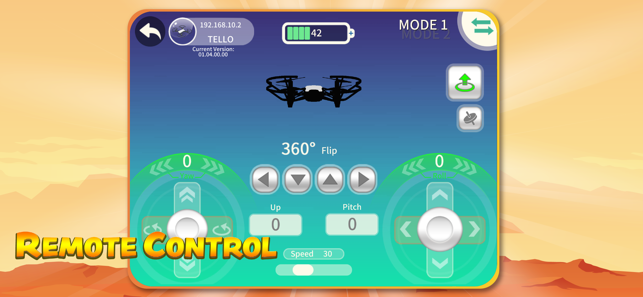 192.168.10.2
TELLO
Current Version:
01.04.00.00
42
MODE 1
MODE 2
360° Flip
0
0
Up
Pitch
0
0
Speed 30
REMOTE CONTROL